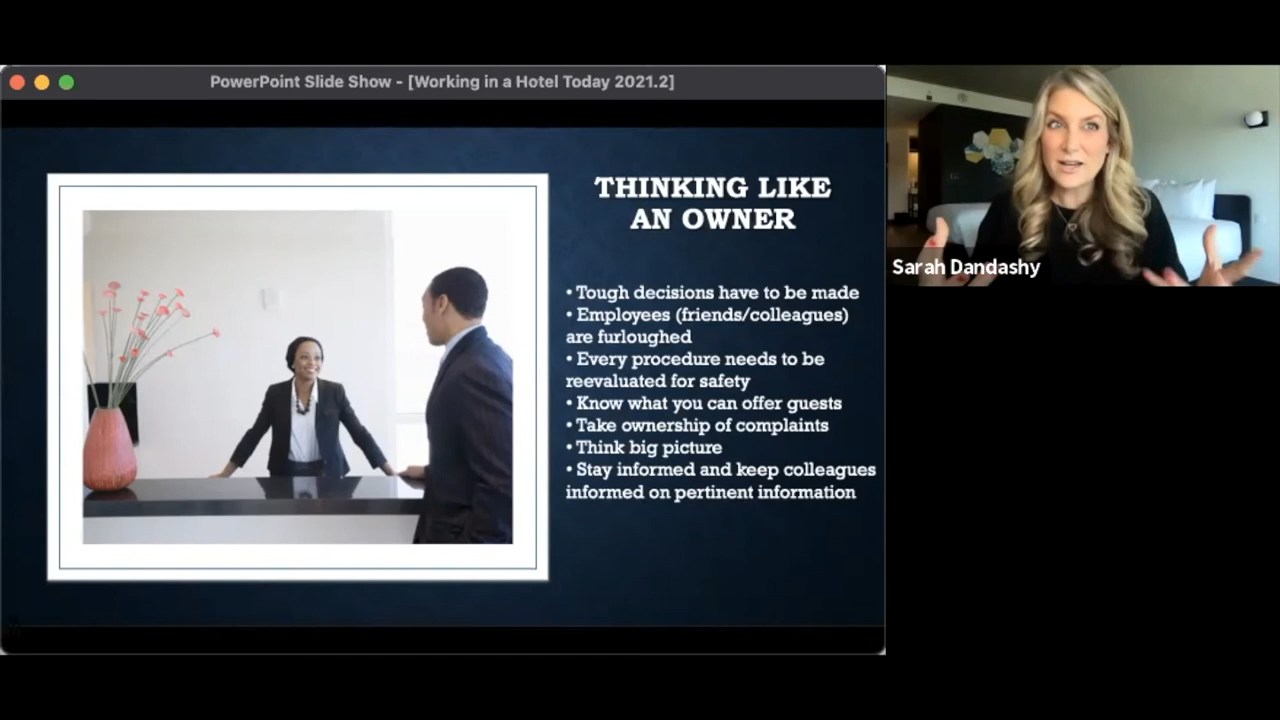 PowerPoint Slide Show - [Working in a Hotel Today 2021.2]
THINKING LIKE
AN OWNER
• Tough decisions have to be made
• Employees (friends/colleagues)
are furloughed
• Every procedure needs to be
reevaluated for safety
• Know what you can offer guests
• Take ownership of complaints
• Think big picture
• Stay informed and keep colleagues
informed on pertinent information
Sarah Dandashy